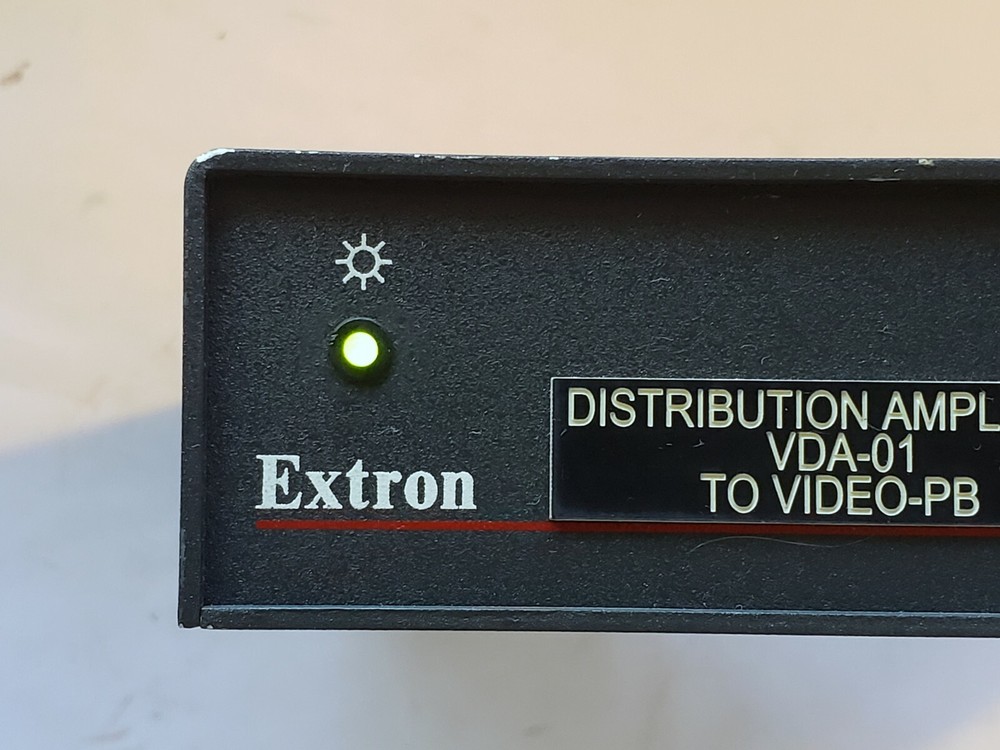 Extron
DISTRIBUTION AMPL
VDA-01
TO VIDEO-PB